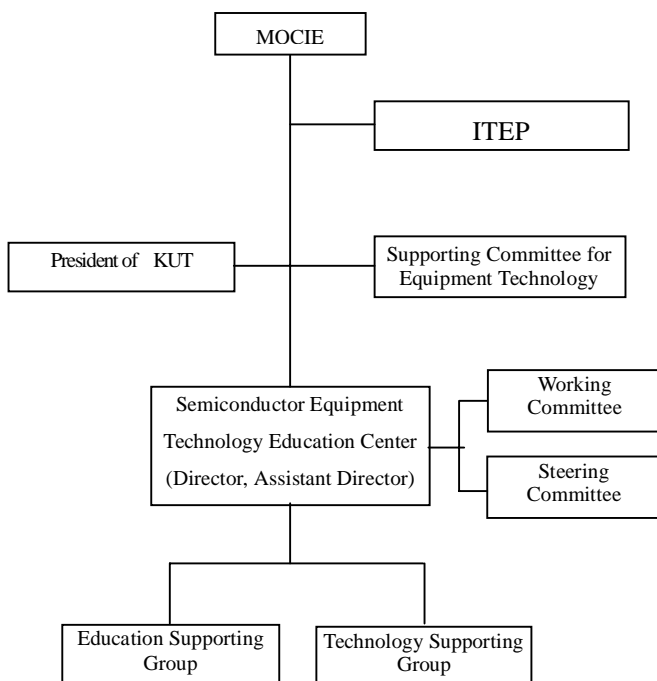 MOCIE
ITEP
President of KUT
Supporting Committee for
Equipment Technology
Semiconductor Equipment
Technology Education Center
(Director, Assistant Director)
Working
Committee
Steering
Committee
Education Supporting
Group
Technology Supporting
Group